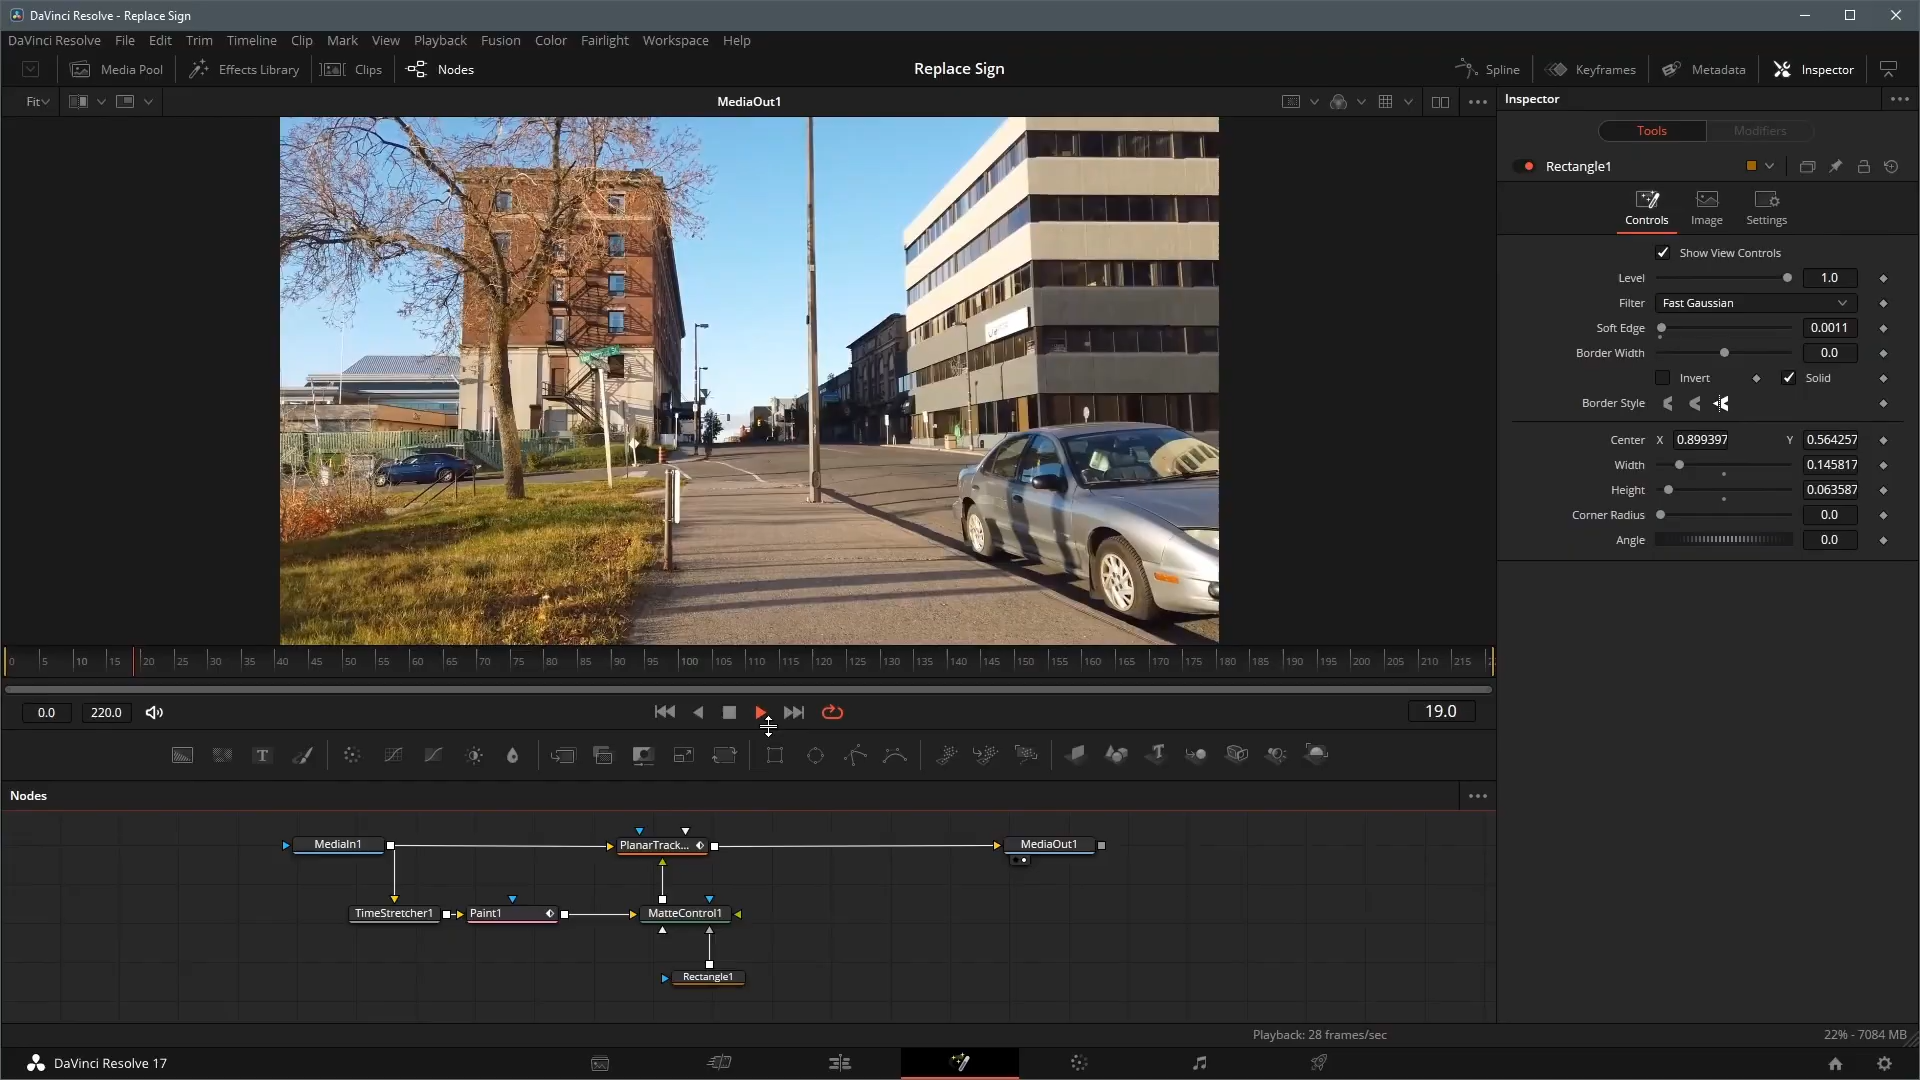 DaVinci Resolve - Replace Sign
DaVinci Resolve File Edit Trim Timeline Clip Mark View Playback Fusion Color Fairlight Workspace Help
Media Pool Effects Library Clips Nodes Replace Sign Spline Keyframes Metadata Inspector
Fit MediaOut1 Inspector
Tools Modifiers
Rectangle1
Controls Image Settings
Show View Controls
Level 1.0
Filter Fast Gaussian
Soft Edge 0.0011
Border Width 0.0
Invert Solid
Border Style
Center X 0.899397 Y 0.564257
Width 0.145817
Height 0.063587
Corner Radius 0.0
Angle 0.0
0 5 10 15 20 25 30 35 40 45 50 55 60 65 70 75 80 85 90 95 100 105 110 115 120 125 130 135 140 145 150 155 160 165 170 175 180 185 190 195 200 205 210 215
0.0 220.0 19.0
Nodes
MediaIn1 PlanarTrack... MediaOut1
TimeStretcher1 Paint1 MatteControl1
Rectangle1
Playback: 28 frames/sec 22% - 7084 MB
DaVinci Resolve 17